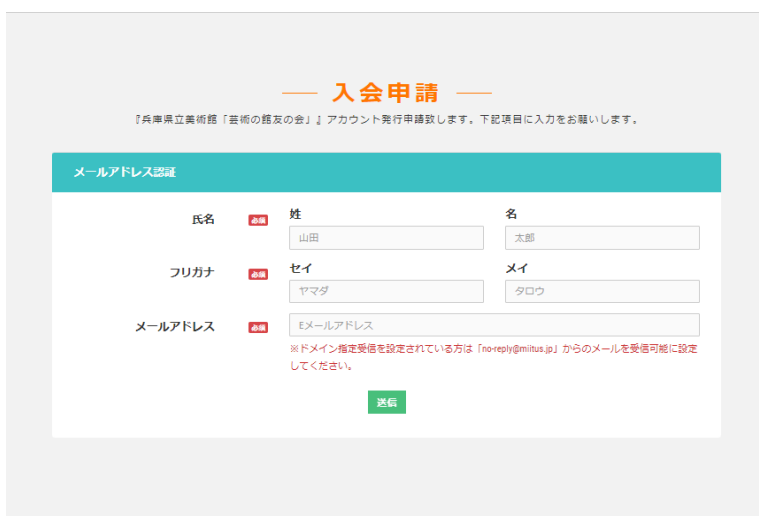 入会申請
『兵庫県立美術館「芸術の館友の会」』アカウント発行申請致します。下記項目に入力をお願いします。
メールアドレス認証
氏名 必須 姓 名
山田 太郎
フリガナ 必須 セイ メイ
ヤマダ タロウ
メールアドレス 必須 Eメールアドレス
※ドメイン指定受信を設定されている方は「no-reply@miitus.jp」からのメールを受信可能に設定
してください。
送信